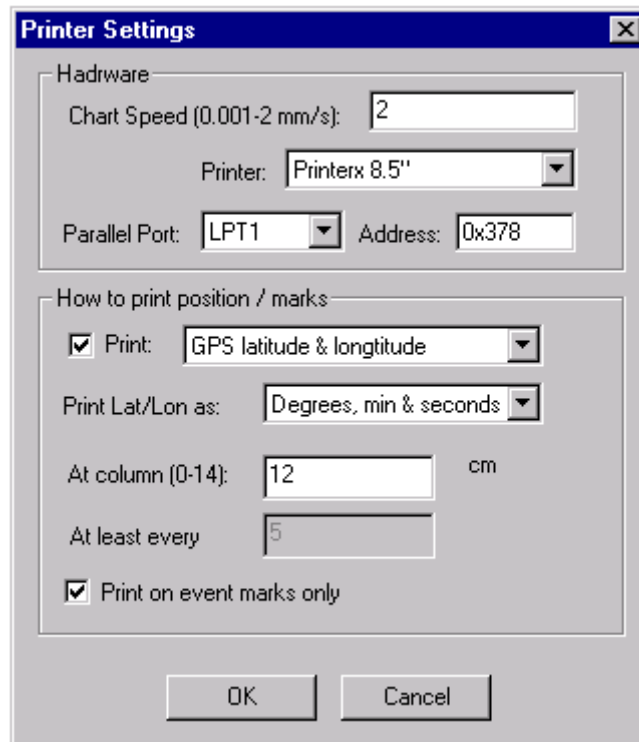 Printer Settings
Hadrware
Chart Speed (0.001-2 mm/s): 2
Printer: Printerx 8.5"
Parallel Port: LPT1 Address: 0x378
How to print position / marks
Print: GPS latitude & longtitude
Print Lat/Lon as: Degrees, min & seconds
At column (0-14): 12 cm
At least every 5
Print on event marks only
OK Cancel